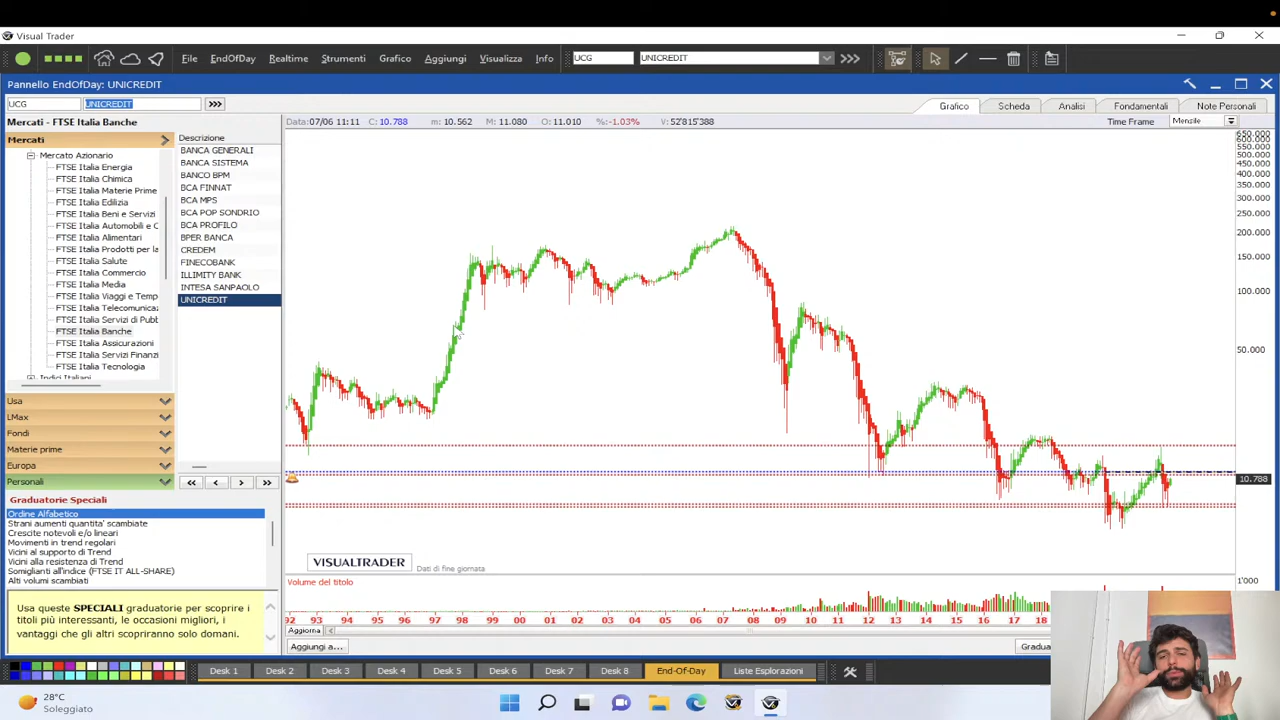 Visual Trader
File EndOfDay Realtime Strumenti Grafico Aggiungi Visualizza Info UCG UNICREDIT
Pannello EndOfDay: UNICREDIT
UCG UNICREDIT
Grafico Scheda Analisi Fondamentali Note Personali
Mercati - FTSE Italia Banche
Data: 07/06 11:11 C: 10.788 m: 10.562 M: 11.080 O: 11.010 %: -1.03% V: 52'815'388
Time Frame Mensile
Mercati
Mercato Azionario
FTSE Italia Energia
FTSE Italia Chimica
FTSE Italia Materie Prime
FTSE Italia Edilizia
FTSE Italia Beni e Servizi
FTSE Italia Automobili e C
FTSE Italia Alimentari
FTSE Italia Prodotti per la
FTSE Italia Salute
FTSE Italia Commercio
FTSE Italia Media
FTSE Italia Viaggi e Temp
FTSE Italia Telecomunicaz
FTSE Italia Servizi di Pubb
FTSE Italia Banche
FTSE Italia Assicurazioni
FTSE Italia Servizi Finanzi
FTSE Italia Tecnologia
Indici Italiani
Usa
LMax
Fondi
Materie prime
Europa
Personali
Descrizione
BANCA GENERALI
BANCA SISTEMA
BANCO BPM
BCA FINNAT
BCA MPS
BCA POP SONDRIO
BCA PROFILO
BPER BANCA
CREDEM
FINECOBANK
ILLIMITY BANK
INTESA SANPAOLO
UNICREDIT
Graduatorie Speciali
Ordine Alfabetico
Strani aumenti quantita' scambiate
Crescite notevoli e/o lineari
Movimenti in trend regolari
Vicini al supporto di Trend
Vicini alla resistenza di Trend
Somiglianti all'indice (FTSE IT ALL-SHARE)
Alti volumi scambiati
Usa queste SPECIALI graduatorie per scoprire i
titoli più interessanti, le occasioni migliori, i
vantaggi che gli altri scopriranno solo domani.
650.000
600.000
550.000
500.000
450.000
400.000
350.000
300.000
250.000
200.000
150.000
100.000
50.000
10.788
VISUALTRADER
Dati di fine giornata
Volume del titolo
1'000
92 93 94 95 96 97 98 99 00 01 02 03 04 05 06 07 08 09 10 11 12 13 14 15 16 17 18
Aggiorna
Aggiungi a...
Gradua
Desk 1 Desk 2 Desk 3 Desk 4 Desk 5 Desk 6 Desk 7 Desk 8 End-Of-Day Liste Esplorazioni
28°C
Soleggiato